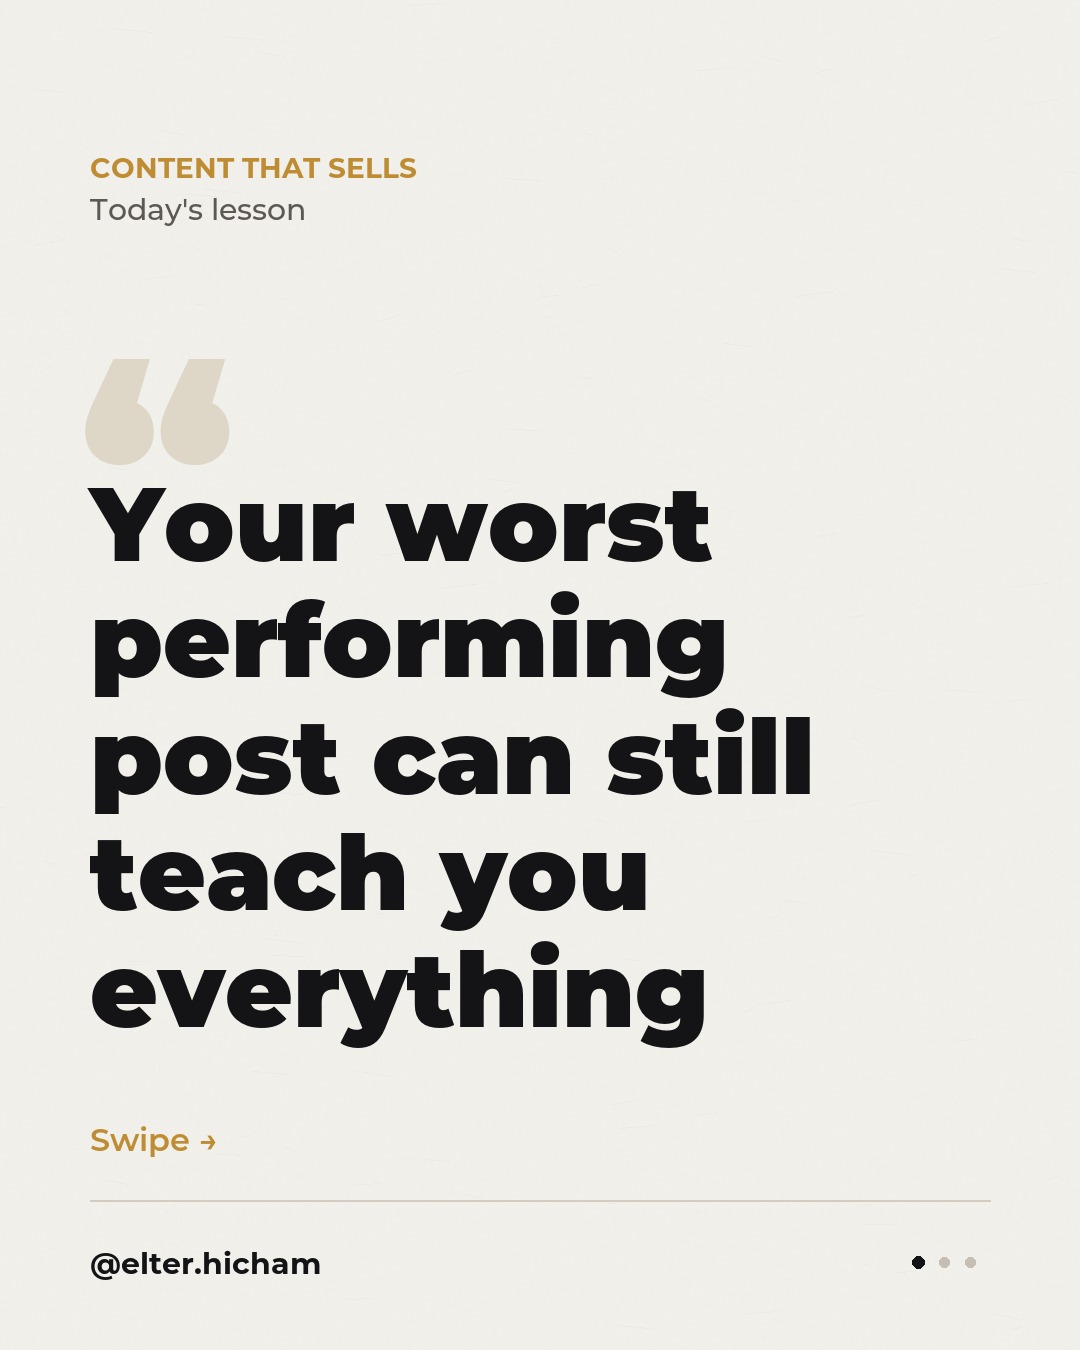 CONTENT THAT SELLS
Today's lesson
“
Your worst
performing
post can still
teach you
everything
Swipe →
@elter.hicham